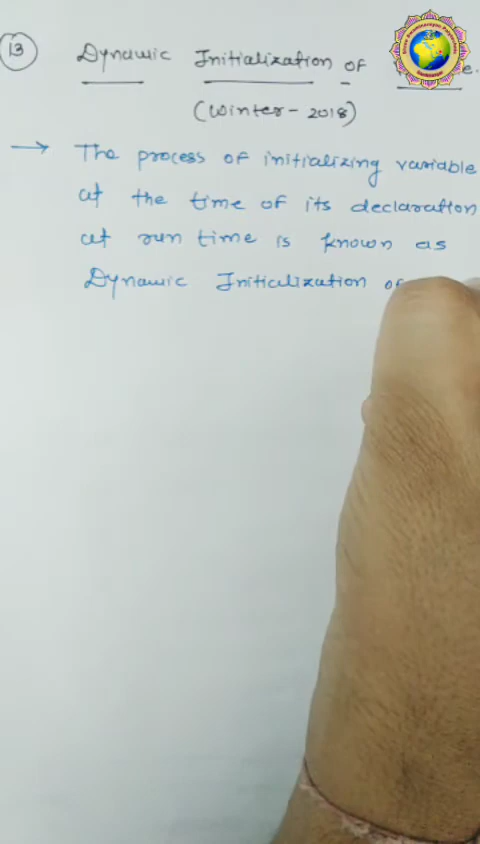 13 Dynamic Initialization of
(Winter - 2018)
→ The process of initializing variable
at the time of its declaration
at run time is known as
Dynamic Initialization of